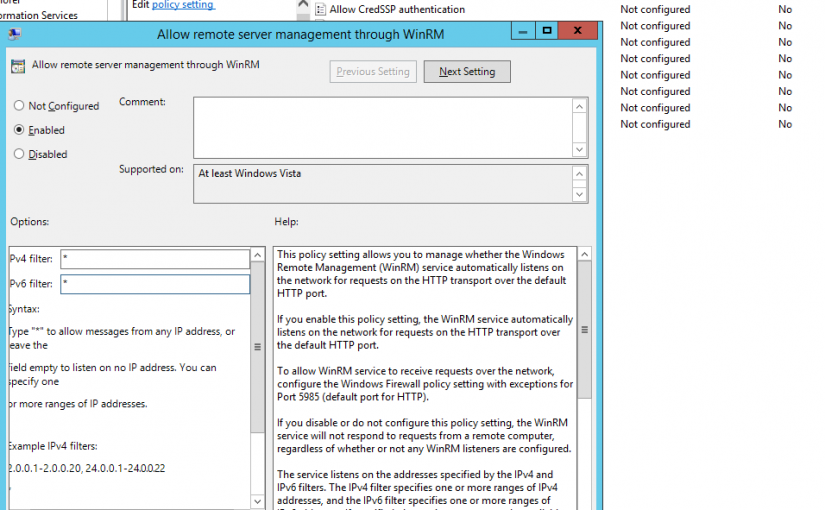 ormation Services
Edit policy setting
Allow CredSSP authentication
Not configured No
Not configured No
Not configured No
Not configured No
Not configured No
Not configured No
Not configured No
Not configured No
Allow remote server management through WinRM
Allow remote server management through WinRM
Previous Setting
Next Setting
Not Configured
Enabled
Disabled
Comment:
Supported on:
At least Windows Vista
Options:
Help:
Pv4 filter: *
Pv6 filter: *
Syntax:
Type "*" to allow messages from any IP address, or
eave the
field empty to listen on no IP address. You can
specify one
or more ranges of IP addresses.
Example IPv4 filters:
2.0.0.1-2.0.0.20, 24.0.0.1-24.0.0.22
*
This policy setting allows you to manage whether the Windows
Remote Management (WinRM) service automatically listens on
the network for requests on the HTTP transport over the default
HTTP port.
If you enable this policy setting, the WinRM service automatically
listens on the network for requests on the HTTP transport over
the default HTTP port.
To allow WinRM service to receive requests over the network,
configure the Windows Firewall policy setting with exceptions for
Port 5985 (default port for HTTP).
If you disable or do not configure this policy setting, the WinRM
service will not respond to requests from a remote computer,
regardless of whether or not any WinRM listeners are configured.
The service listens on the addresses specified by the IPv4 and
IPv6 filters. The IPv4 filter specifies one or more ranges of IPv4
addresses, and the IPv6 filter specifies one or more ranges of